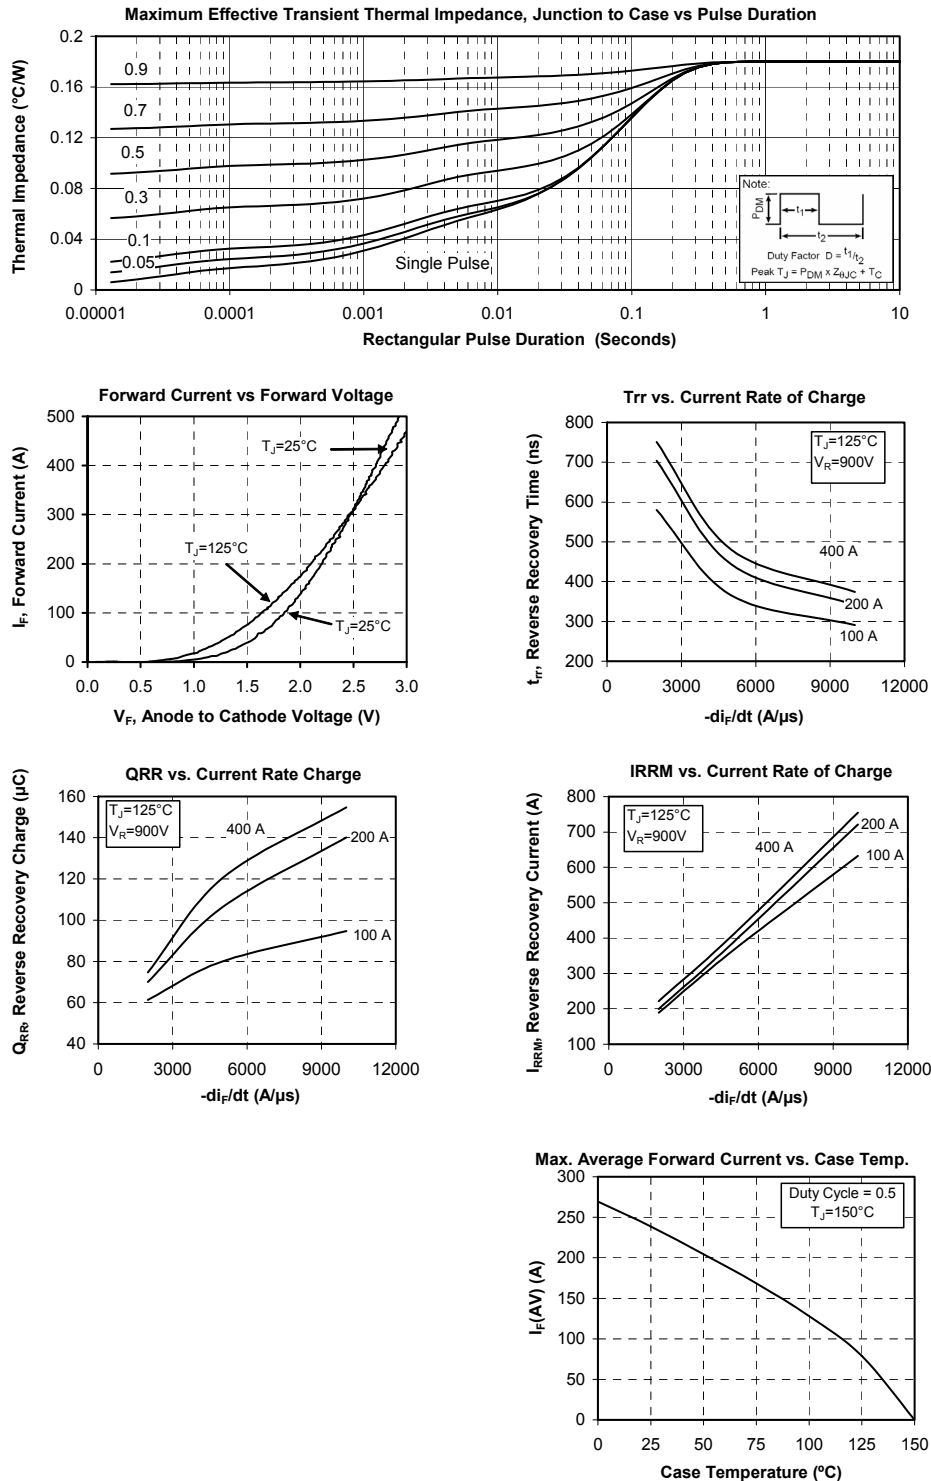 Maximum Effective Transient Thermal Impedance, Junction to Case vs Pulse Duration
Thermal Impedance (°C/W)
0.2
0.16
0.12
0.08
0.04
0
0.9
0.7
0.5
0.3
0.1
0.05
Single Pulse
Note:
PDM
t1
t2
Duty Factor D = t1/t2
Peak TJ = PDM x ZθJC + TC
0.00001 0.0001 0.001 0.01 0.1 1 10
Rectangular Pulse Duration (Seconds)
Forward Current vs Forward Voltage
IF, Forward Current (A)
500
400
300
200
100
0
TJ=25°C
TJ=125°C
TJ=25°C
0.0 0.5 1.0 1.5 2.0 2.5 3.0
VF, Anode to Cathode Voltage (V)
Trr vs. Current Rate of Charge
trr, Reverse Recovery Time (ns)
800
700
600
500
400
300
200
TJ=125°C
VR=900V
400 A
200 A
100 A
0 3000 6000 9000 12000
-diF/dt (A/µs)
QRR vs. Current Rate Charge
QRR, Reverse Recovery Charge (µC)
160
140
120
100
80
60
40
TJ=125°C
VR=900V
400 A
200 A
100 A
0 3000 6000 9000 12000
-diF/dt (A/µs)
IRRM vs. Current Rate of Charge
IRRM, Reverse Recovery Current (A)
800
700
600
500
400
300
200
100
TJ=125°C
VR=900V
400 A
200 A
100 A
0 3000 6000 9000 12000
-diF/dt (A/µs)
Max. Average Forward Current vs. Case Temp.
IF(AV) (A)
300
250
200
150
100
50
0
Duty Cycle = 0.5
TJ=150°C
0 25 50 75 100 125 150
Case Temperature (ºC)